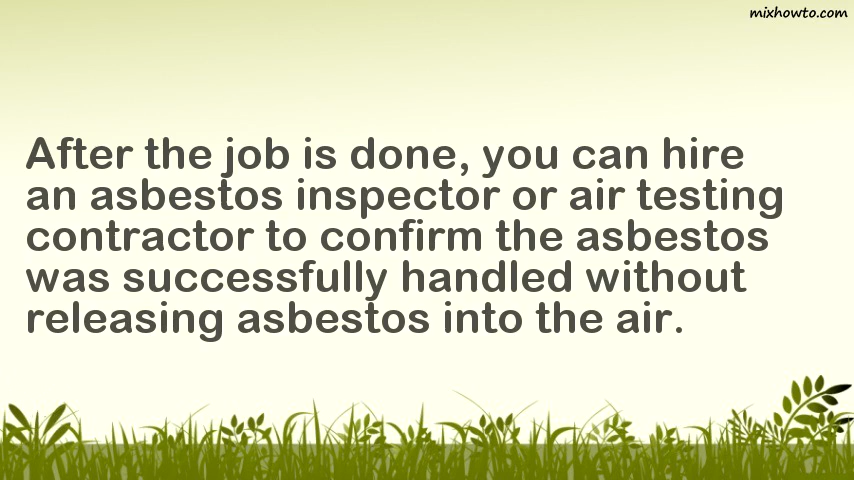 mixhowto.com
After the job is done, you can hire
an asbestos inspector or air testing
contractor to confirm the asbestos
was successfully handled without
releasing asbestos into the air.